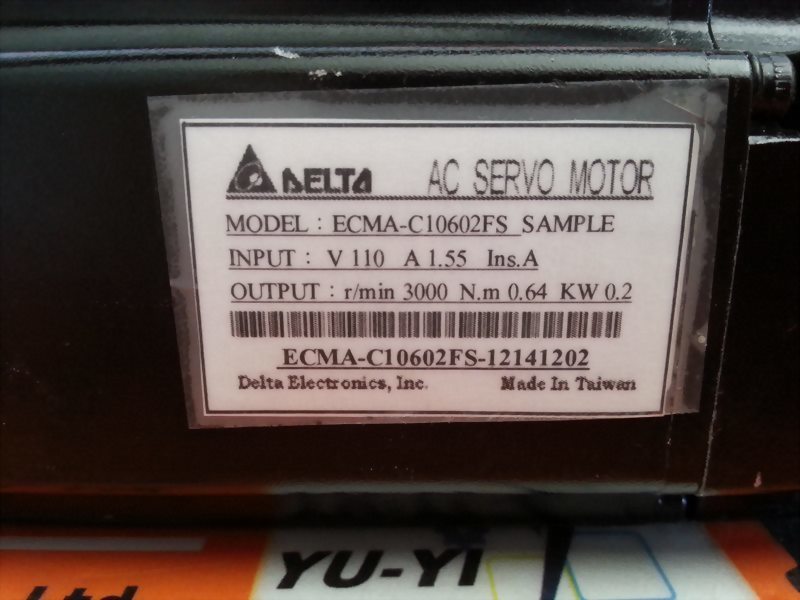 DELTA AC SERVO MOTOR
MODEL : ECMA-C10602FS SAMPLE
INPUT : V 110 A 1.55 Ins.A
OUTPUT : r/min 3000 N.m 0.64 KW 0.2
ECMA-C10602FS-12141202
Delta Electronics, Inc. Made In Taiwan
YU-YI
Ltd